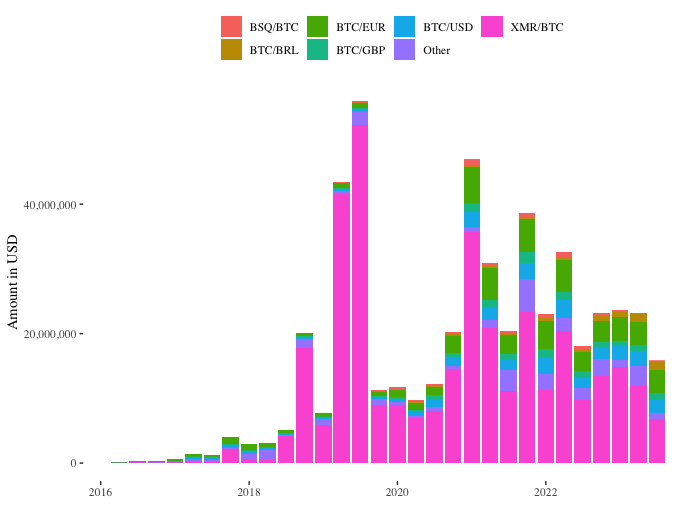 BSQ/BTC BTC/EUR BTC/USD XMR/BTC
BTC/BRL BTC/GBP Other
40,000,000
Amount in USD
20,000,000
0
2016 2018 2020 2022